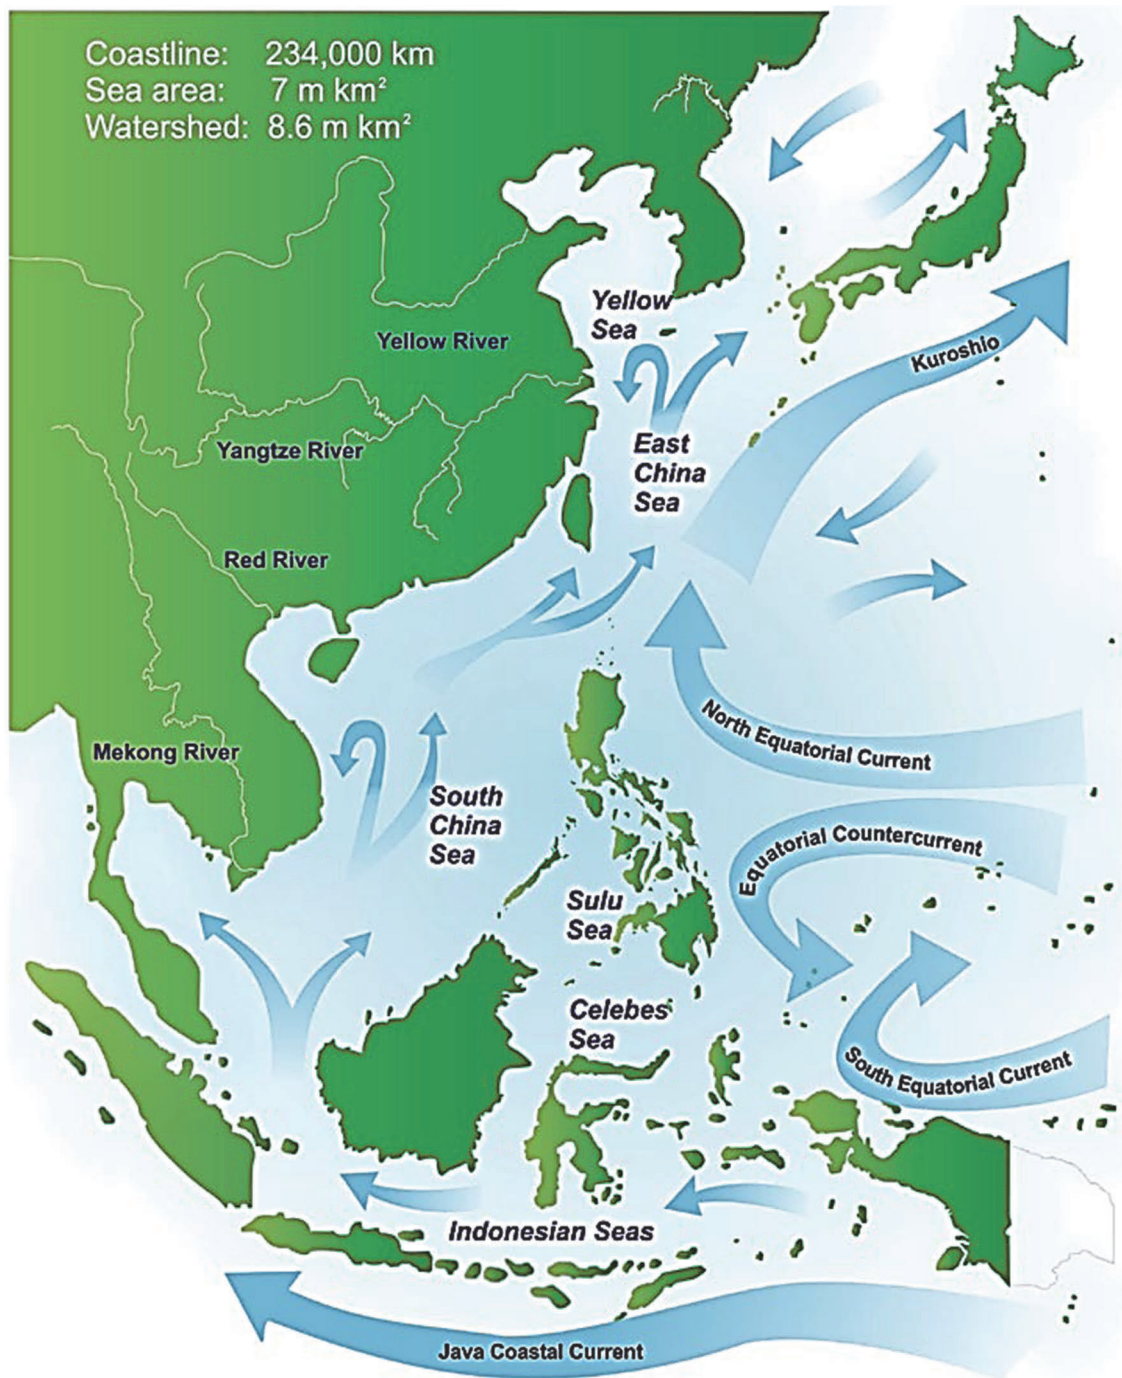 Coastline: 234,000 km
Sea area: 7 m km²
Watershed: 8.6 m km²
Yellow
Sea
Yellow River
Kuroshio
East
China
Sea
Yangtze River
Red River
North Equatorial Current
Mekong River
South
China
Sea
Equatorial Countercurrent
Sulu
Sea
Celebes
Sea
South Equatorial Current
Indonesian Seas
Java Coastal Current